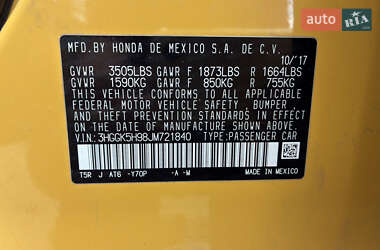 AUTO RIA
MFD.BY HONDA DE MEXICO S.A. DE C.V.
10/'17
GVWR 3505LBS GAWR F 1873LBS R 1664LBS
GVWR 1590KG GAWR F 850KG R 755KG
THIS VEHICLE CONFORMS TO ALL APPLICABLE
FEDERAL MOTOR VEHICLE SAFETY, BUMPER,
AND THEFT PREVENTION STANDARDS IN EFFECT
ON THE DATE OF MANUFACTURE SHOWN ABOVE.
V.I.N.: 3HGGK5H98JM721840 TYPE:PASSENGER CAR
T5R J AT6 -Y70P -A -M
MADE IN MEXICO